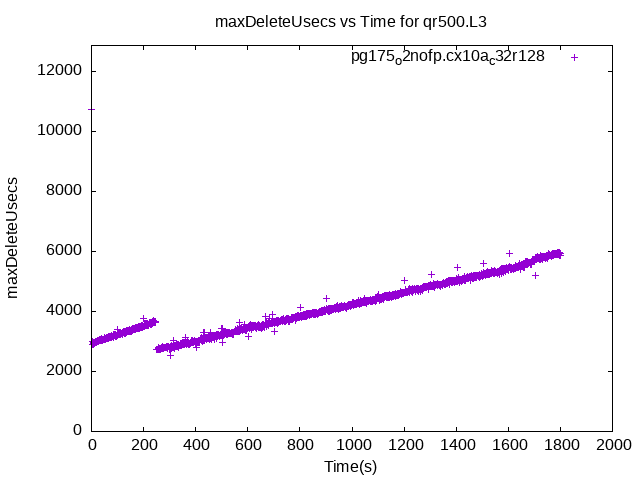 maxDeleteUsecs vs Time for qr500.L3
pg175o2nofp.cx10ac32r128
12000
10000
8000
6000
4000
2000
0
maxDeleteUsecs
0 200 400 600 800 1000 1200 1400 1600 1800 2000
Time(s)